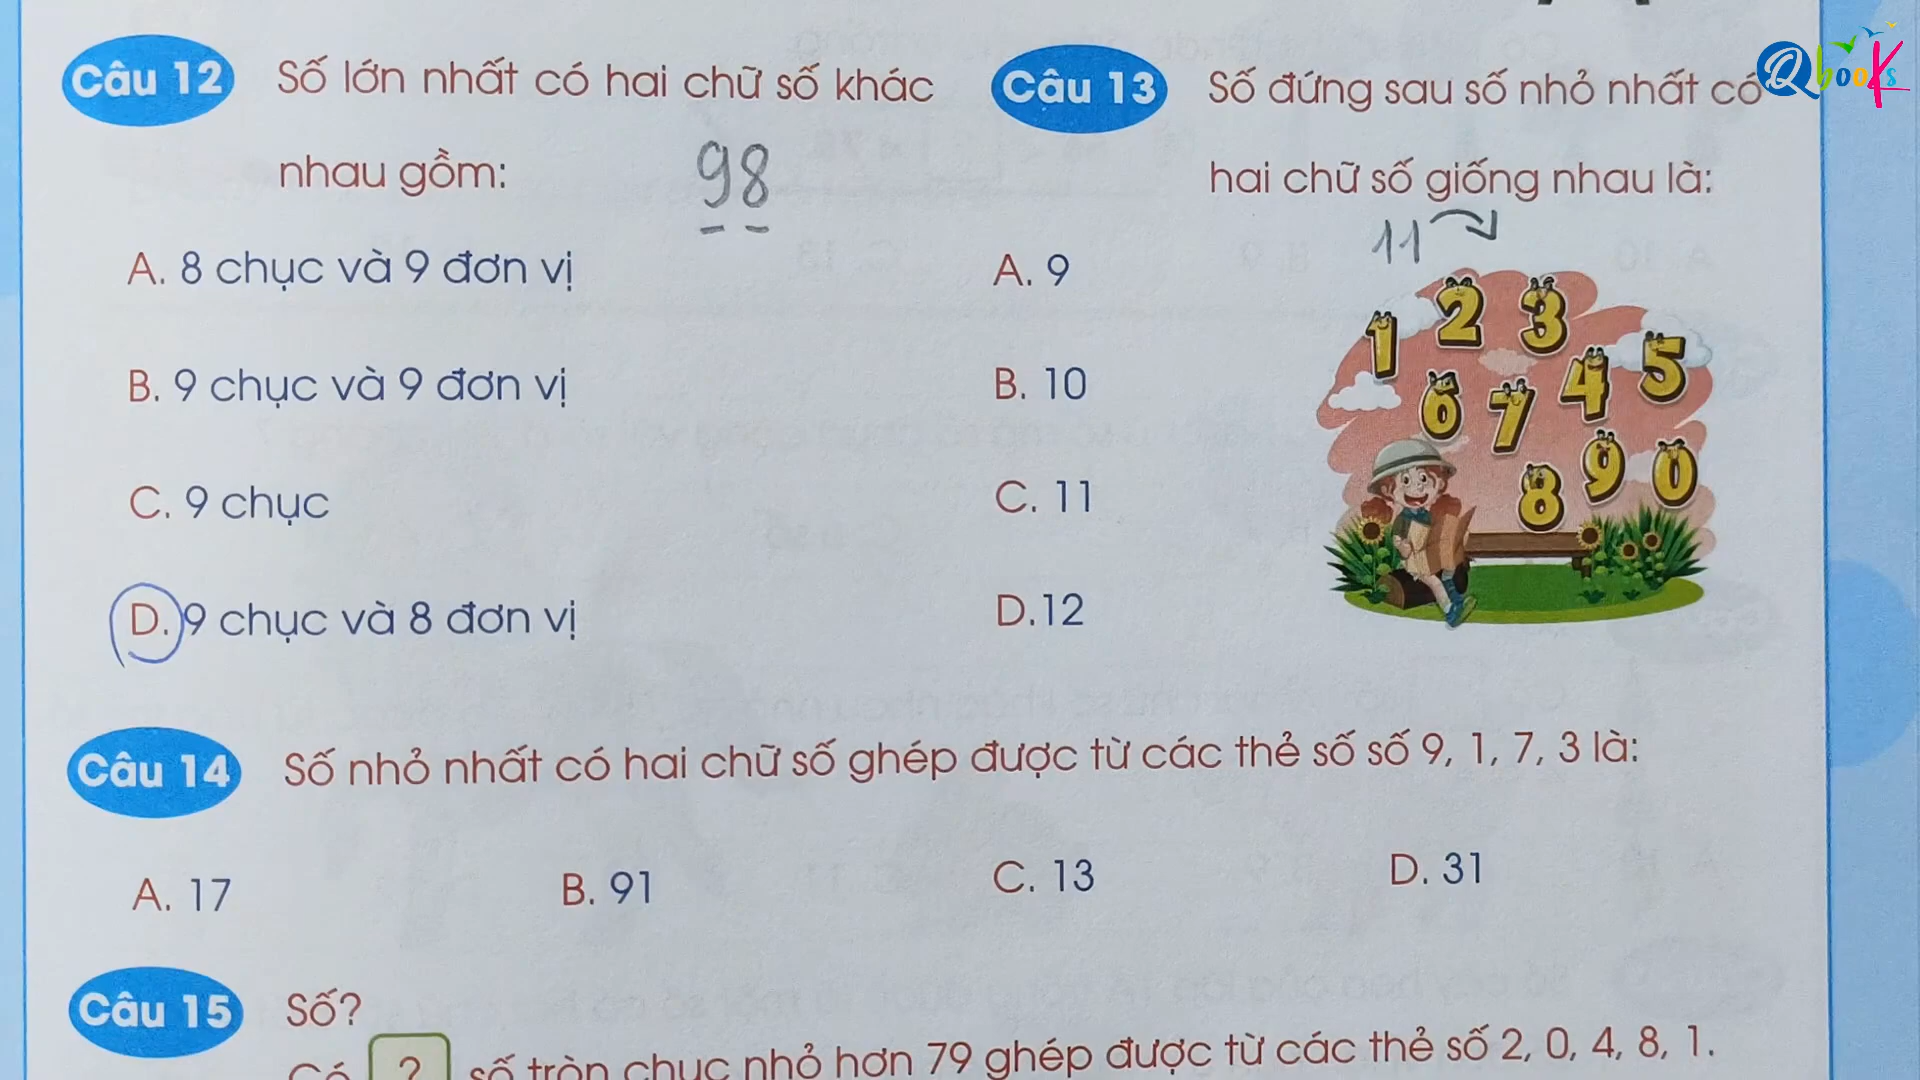 Qbooks
Câu 12 Số lớn nhất có hai chữ số khác
nhau gồm: 98
A. 8 chục và 9 đơn vị
B. 9 chục và 9 đơn vị
C. 9 chục
D. 9 chục và 8 đơn vị
Câu 13 Số đứng sau số nhỏ nhất có
hai chữ số giống nhau là:
11
A. 9
B. 10
C. 11
D. 12
1 2 3 4 5
6 7 8 9 0
Câu 14 Số nhỏ nhất có hai chữ số ghép được từ các thẻ số số 9, 1, 7, 3 là:
A. 17 B. 91 C. 13 D. 31
Câu 15 Số?
Có ? số tròn chục nhỏ hơn 79 ghép được từ các thẻ số 2, 0, 4, 8, 1.